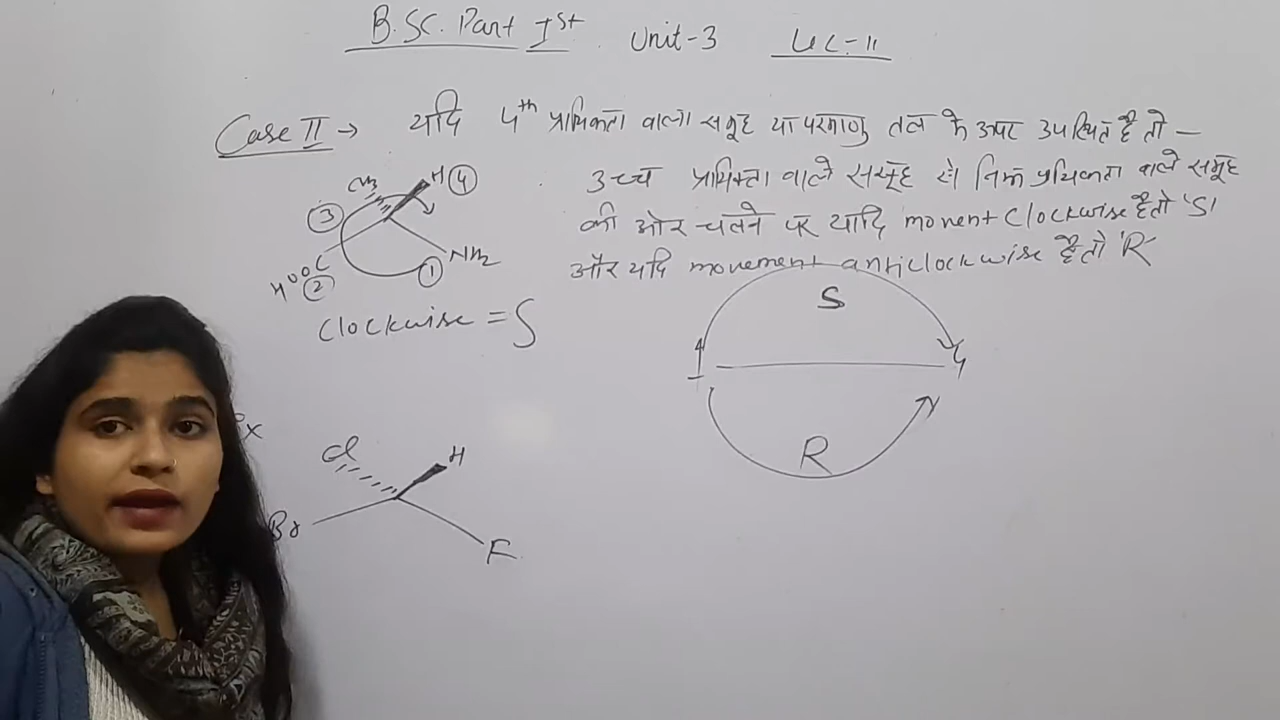 B.SC. Part Ist Unit-3 Lec-11
Case II → यदि 4th प्राथमिकता वाला समूह या परमाणु तल के ऊपर उपस्थित है तो –
उच्च प्राथमिकता वाले समूह से निम्न प्राथमिकता वाले समूह
की ओर चलने पर यदि moment clockwise है तो 'S'
और यदि movement anticlockwise है तो 'R'
CH3 H 4
3
HOOC 2
1 NH2
Clockwise = S
S
R
Ex
Cl H
Br F